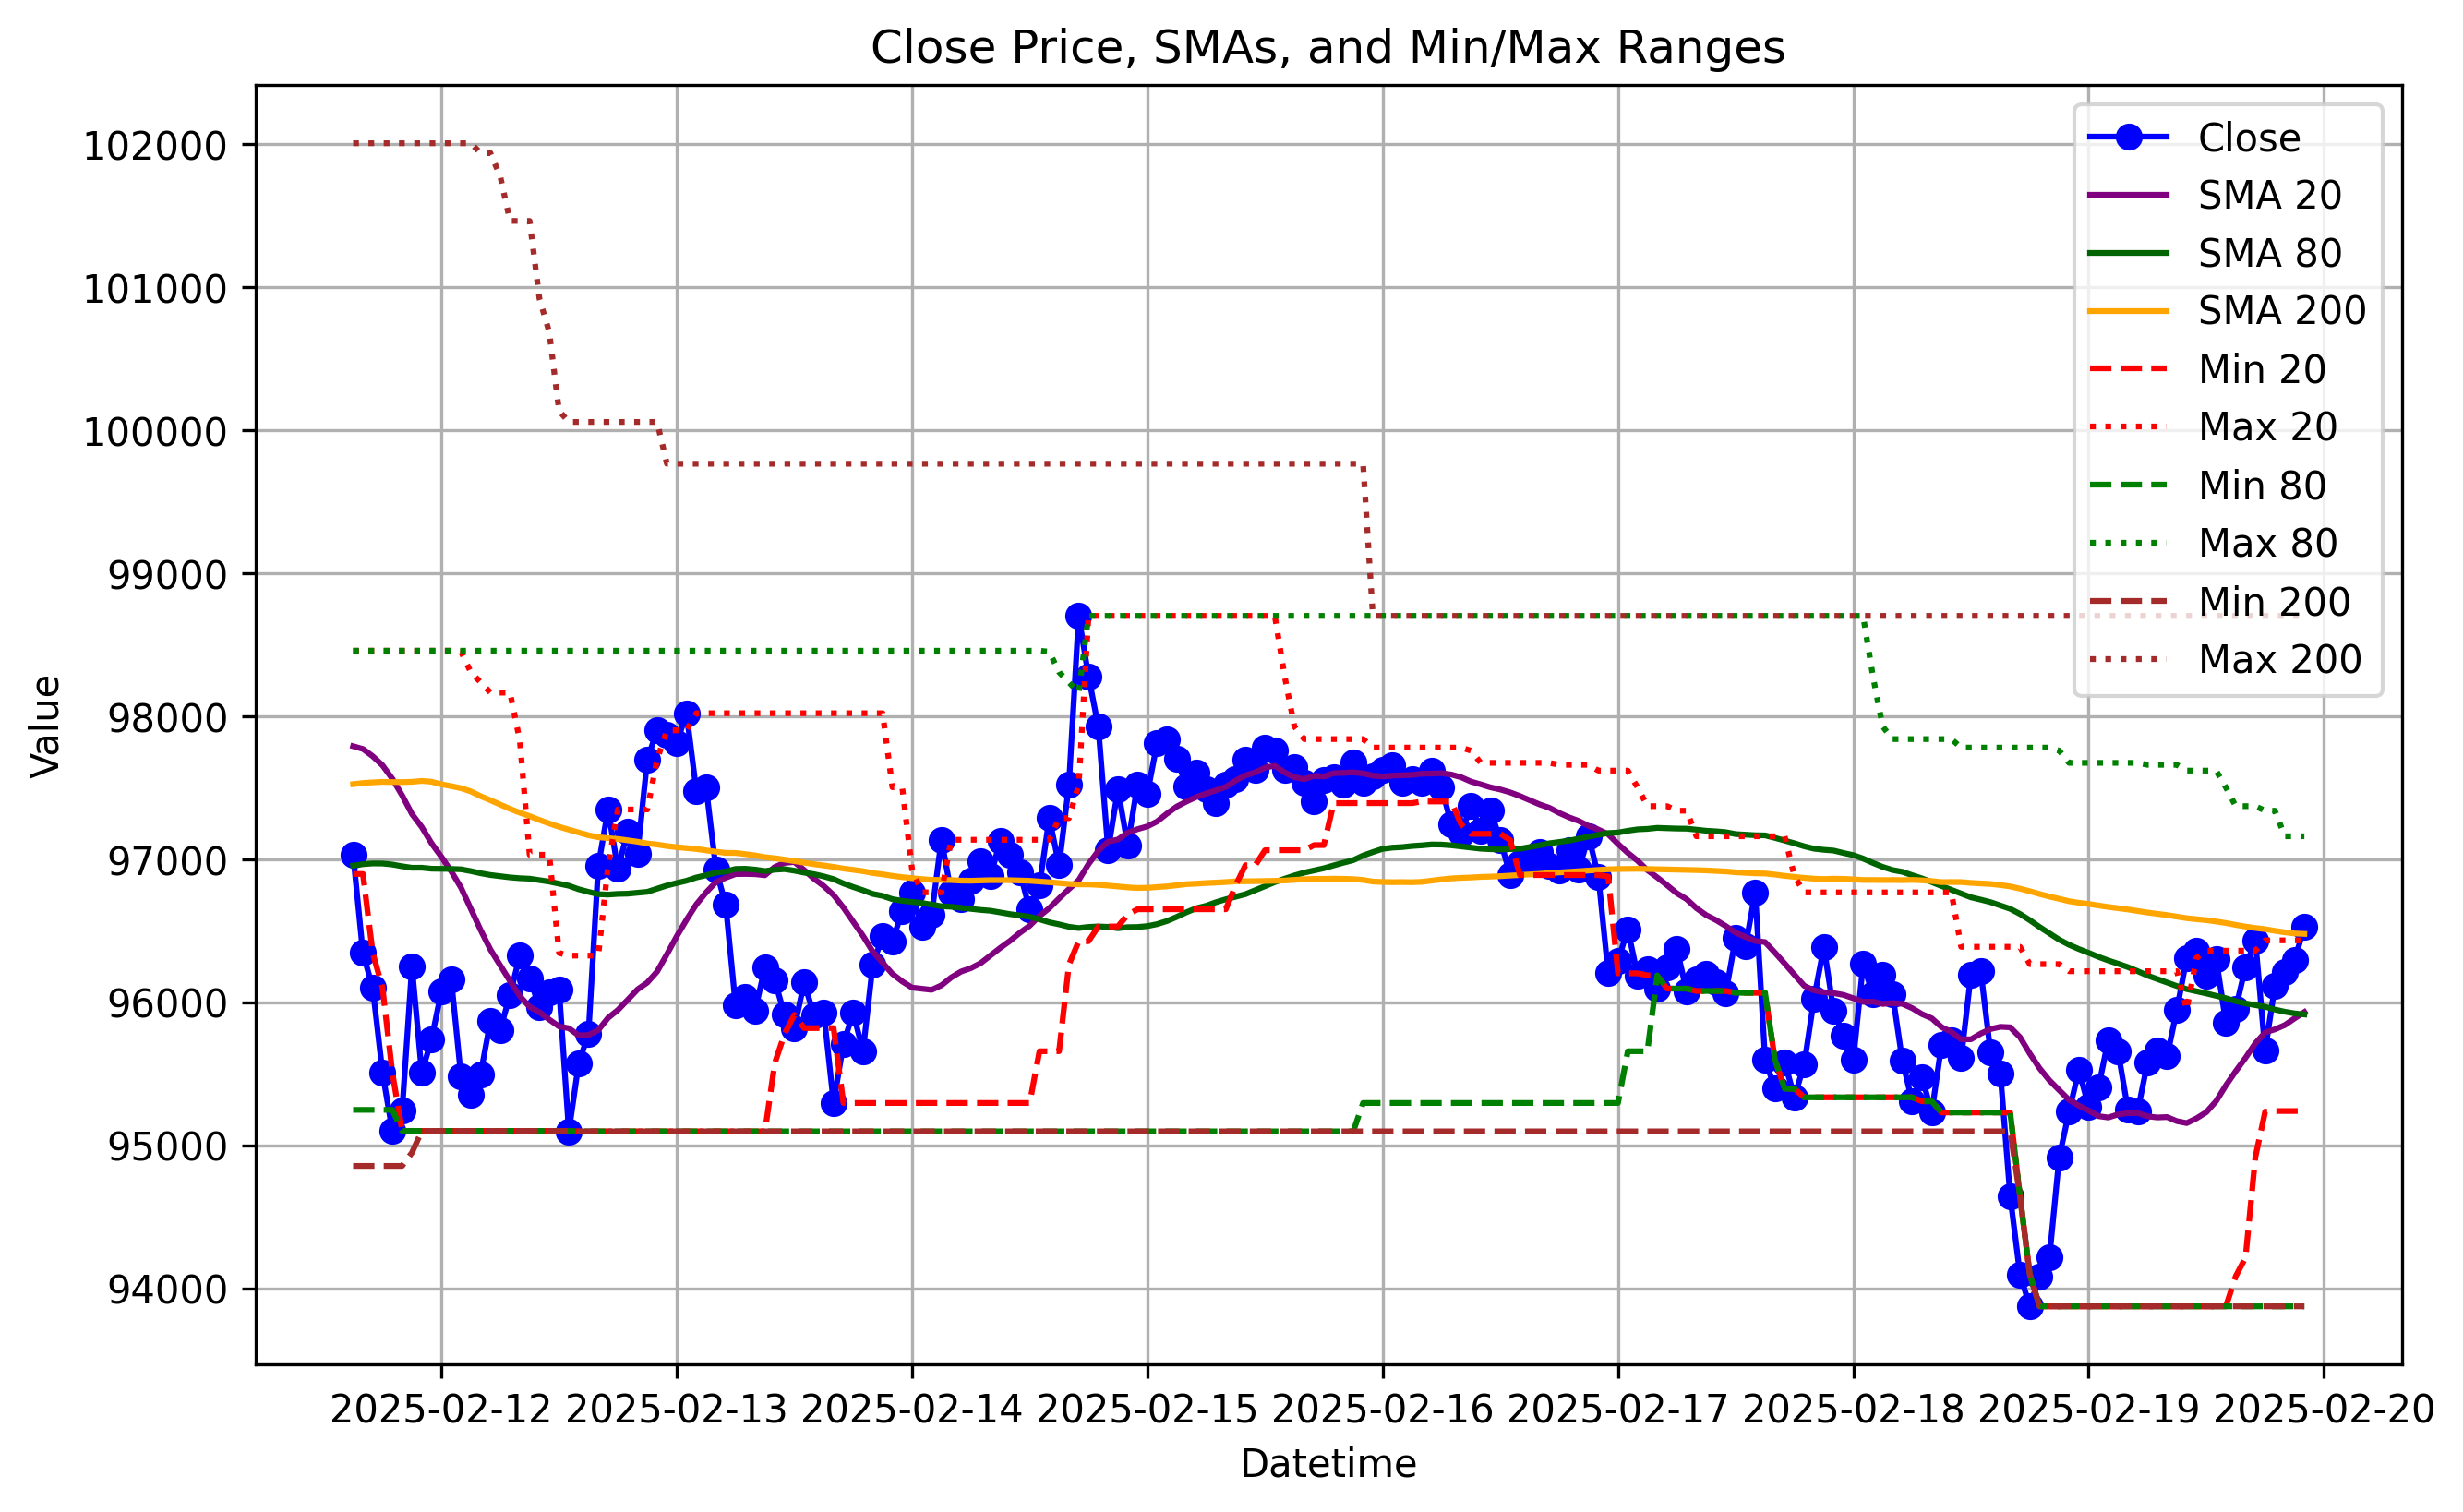 Close Price, SMAs, and Min/Max Ranges
Close
SMA 20
SMA 80
SMA 200
Min 20
Max 20
Min 80
Max 80
Min 200
Max 200
Value
102000
101000
100000
99000
98000
97000
96000
95000
94000
2025-02-12 2025-02-13 2025-02-14 2025-02-15 2025-02-16 2025-02-17 2025-02-18 2025-02-19 2025-02-20
Datetime